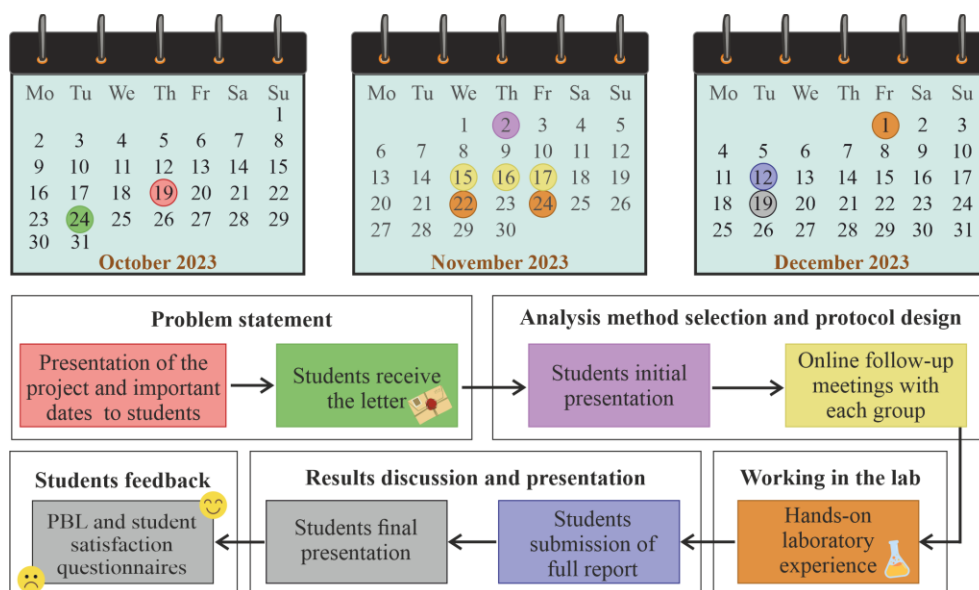 Mo Tu We Th Fr Sa Su
1
2 3 4 5 6 7 8
9 10 11 12 13 14 15
16 17 18 19 20 21 22
23 24 25 26 27 28 29
30 31
October 2023
Mo Tu We Th Fr Sa Su
1 2 3 4 5
6 7 8 9 10 11 12
13 14 15 16 17 18 19
20 21 22 23 24 25 26
27 28 29 30
November 2023
Mo Tu We Th Fr Sa Su
1 2 3
4 5 6 7 8 9 10
11 12 13 14 15 16 17
18 19 20 21 22 23 24
25 26 27 28 29 30 31
December 2023
Problem statement
Presentation of the
project and important
dates to students
Students receive
the letter
Analysis method selection and protocol design
Students initial
presentation
Online follow-up
meetings with
each group
Working in the lab
Hands-on
laboratory
experience
Results discussion and presentation
Students
submission of
full report
Students final
presentation
Students feedback
PBL and student
satisfaction
questionnaires